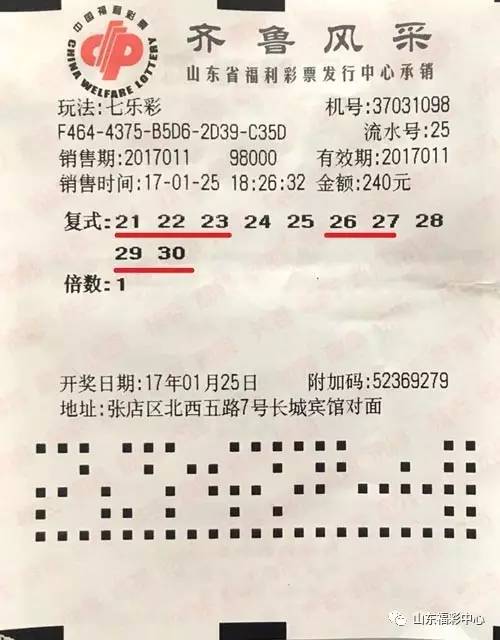 中国福利彩票
CHINA WELFARE LOTTERY
齐鲁风采
山东省福利彩票发行中心承销
玩法:七乐彩 机号:37031098
F464-4375-B5D6-2D39-C35D 流水号:25
销售期:2017011 98000 有效期:2017011
销售时间:17-01-25 18:26:32 金额:240元
复式:21 22 23 24 25 26 27 28
29 30
倍数:1
开奖日期:17年01月25日 附加码:52369279
地址:张店区北西五路7号长城宾馆对面
山东福彩中心